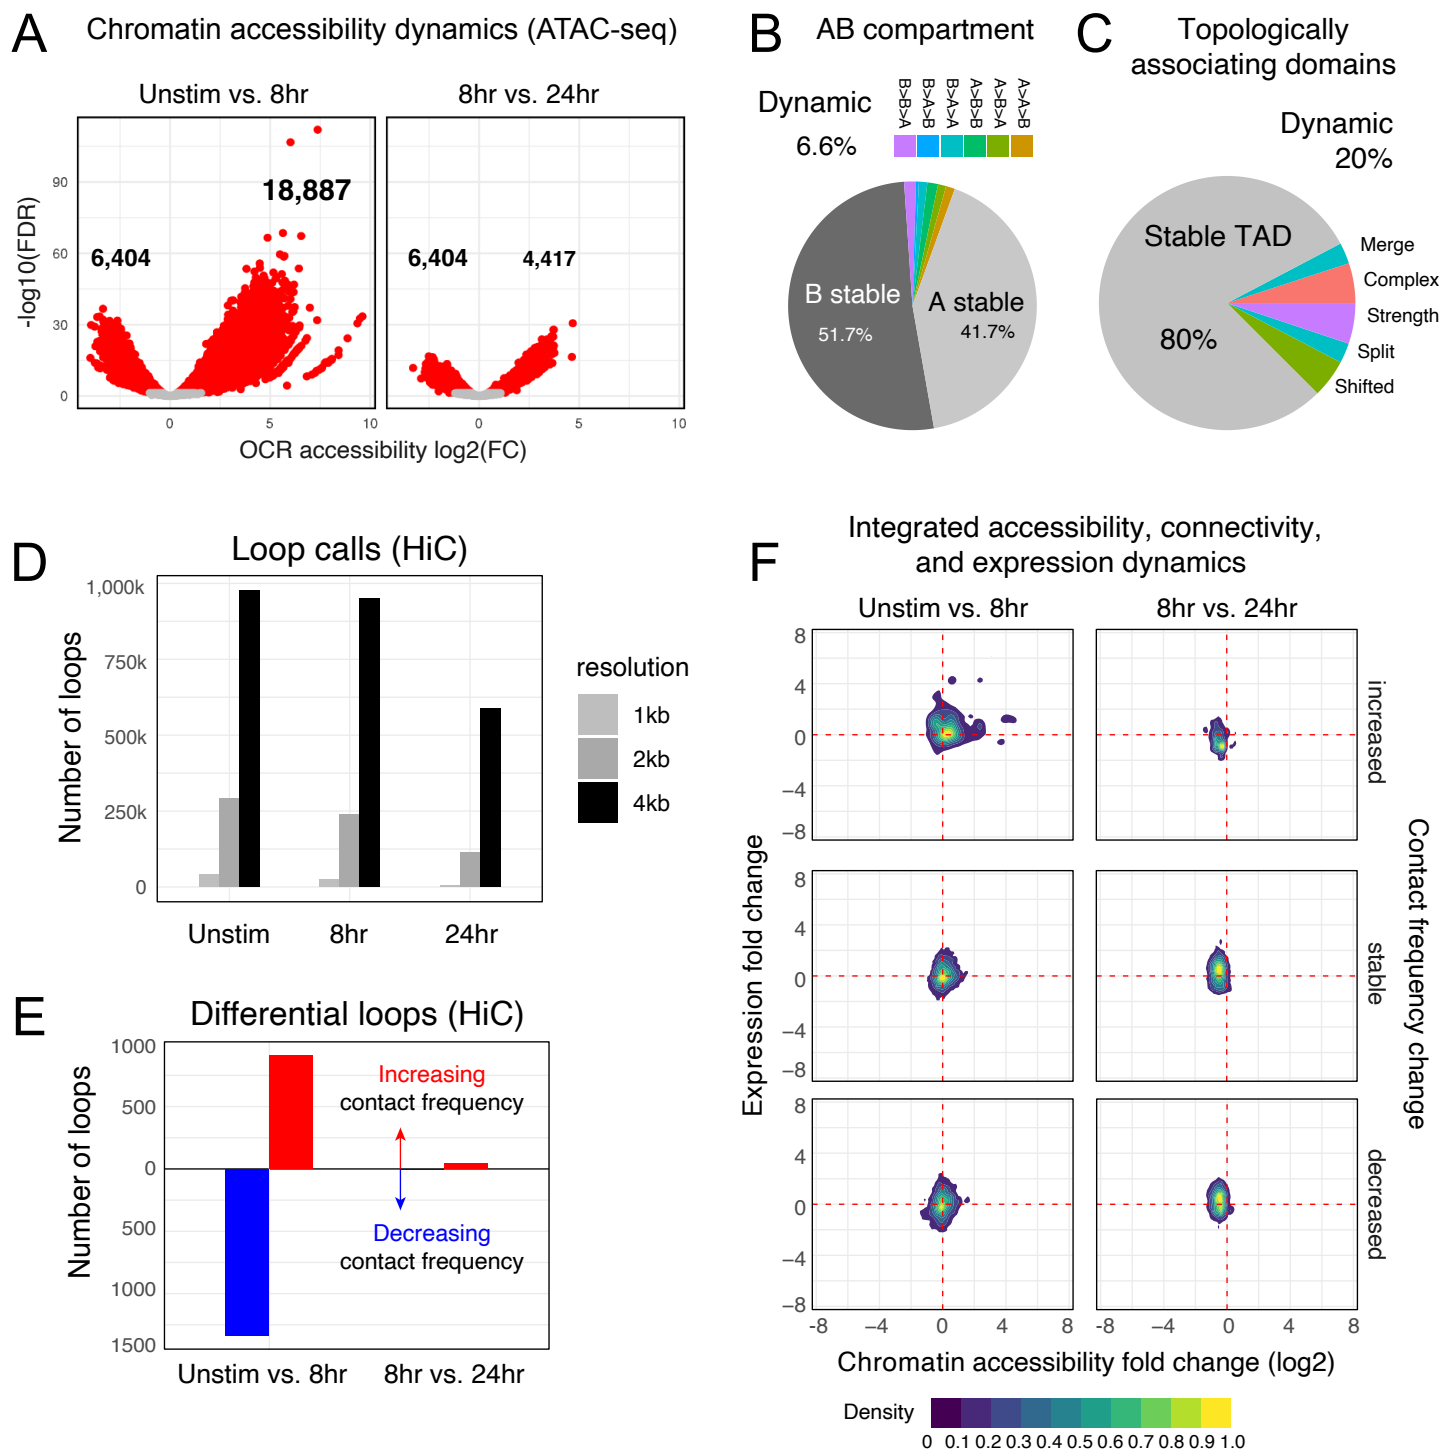 A
Chromatin accessibility dynamics (ATAC-seq)
Unstim vs. 8hr
8hr vs. 24hr
-log10(FDR)
90
60
30
0
18,887
6,404
6,404
4,417
0
5
10
0
5
10
OCR accessibility log2(FC)
B
AB compartment
Dynamic
6.6%
B>B>A
B>A>B
B>A>A
A>B>B
A>B>A
A>A>B
B stable
51.7%
A stable
41.7%
C
Topologically
associating domains
Dynamic
20%
Stable TAD
80%
Merge
Complex
Strength
Split
Shifted
D
Loop calls (HiC)
Number of loops
1,000k
750k
500k
250k
0
Unstim
8hr
24hr
resolution
1kb
2kb
4kb
E
Differential loops (HiC)
Number of loops
1000
500
0
500
1000
1500
Increasing
contact frequency
Decreasing
contact frequency
Unstim vs. 8hr
8hr vs. 24hr
F
Integrated accessibility, connectivity,
and expression dynamics
Unstim vs. 8hr
8hr vs. 24hr
Expression fold change
8
4
0
−4
−8
increased
8
4
0
−4
−8
stable
8
4
0
−4
−8
decreased
Contact frequency change
-8
−4
0
4
8
-8
−4
0
4
8
Chromatin accessibility fold change (log2)
Density
0 0.1 0.2 0.3 0.4 0.5 0.6 0.7 0.8 0.9 1.0